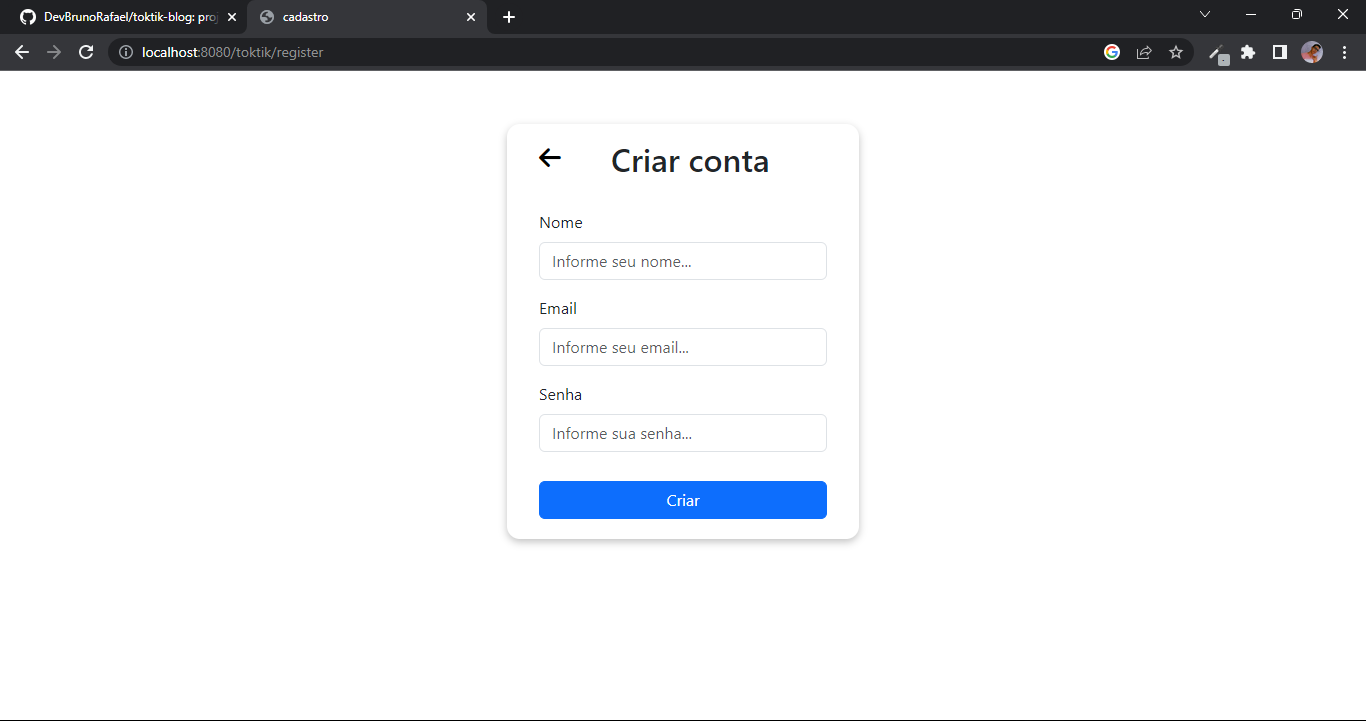 DevBrunoRafael/toktik-blog: proj
cadastro
localhost:8080/toktik/register
Criar conta
Nome
Informe seu nome...
Email
Informe seu email...
Senha
Informe sua senha...
Criar